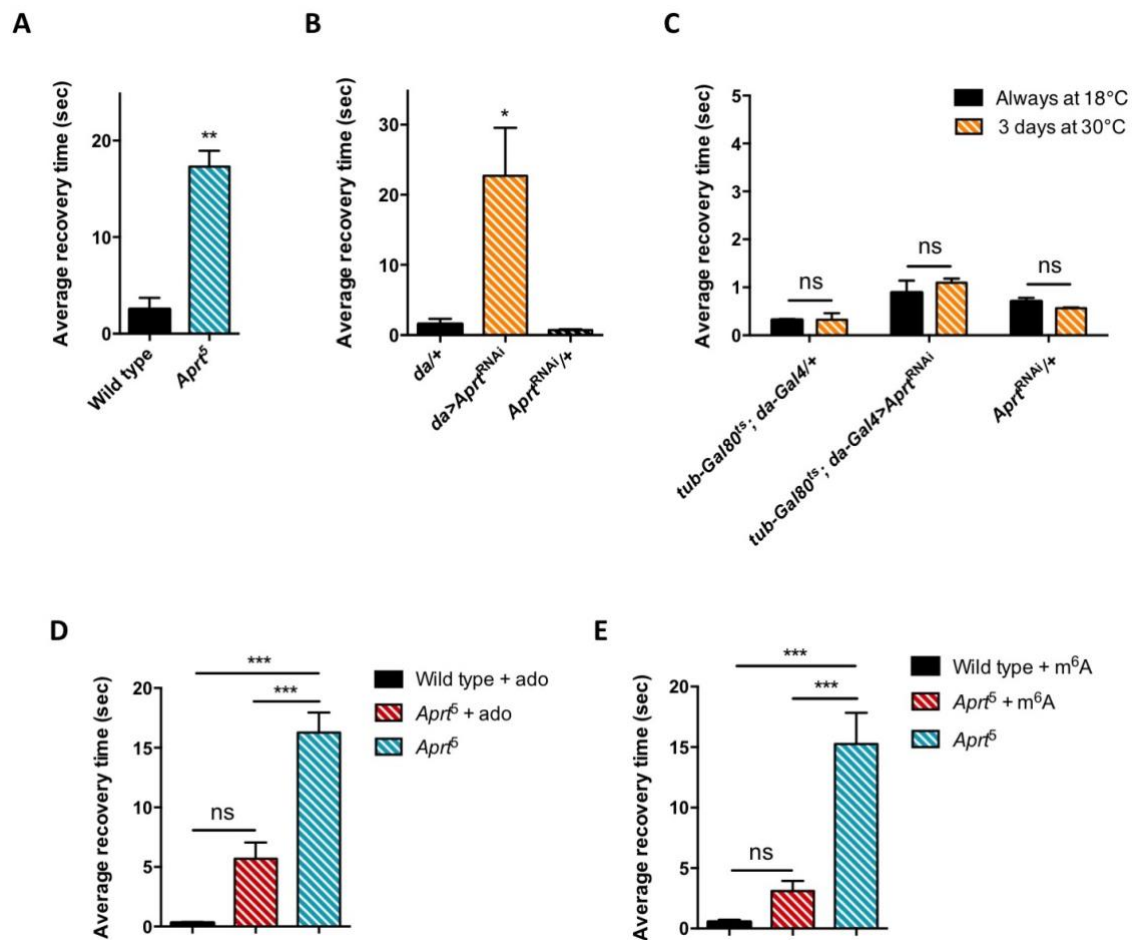 A
Average recovery time (sec)
20
10
0
**
Wild type
Aprt⁵
B
Average recovery time (sec)
30
20
10
0
*
da/+
da>Aprtᴿᴺᴬⁱ
Aprtᴿᴺᴬⁱ/+
C
Average recovery time (sec)
5
4
3
2
1
0
Always at 18°C
3 days at 30°C
ns
ns
ns
tub-Gal80ᵗˢ; da-Gal4/+
tub-Gal80ᵗˢ; da-Gal4>Aprtᴿᴺᴬⁱ
Aprtᴿᴺᴬⁱ/+
D
Average recovery time (sec)
20
15
10
5
0
***
***
ns
Wild type + ado
Aprt⁵ + ado
Aprt⁵
E
Average recovery time (sec)
20
15
10
5
0
***
***
ns
Wild type + m⁶A
Aprt⁵ + m⁶A
Aprt⁵